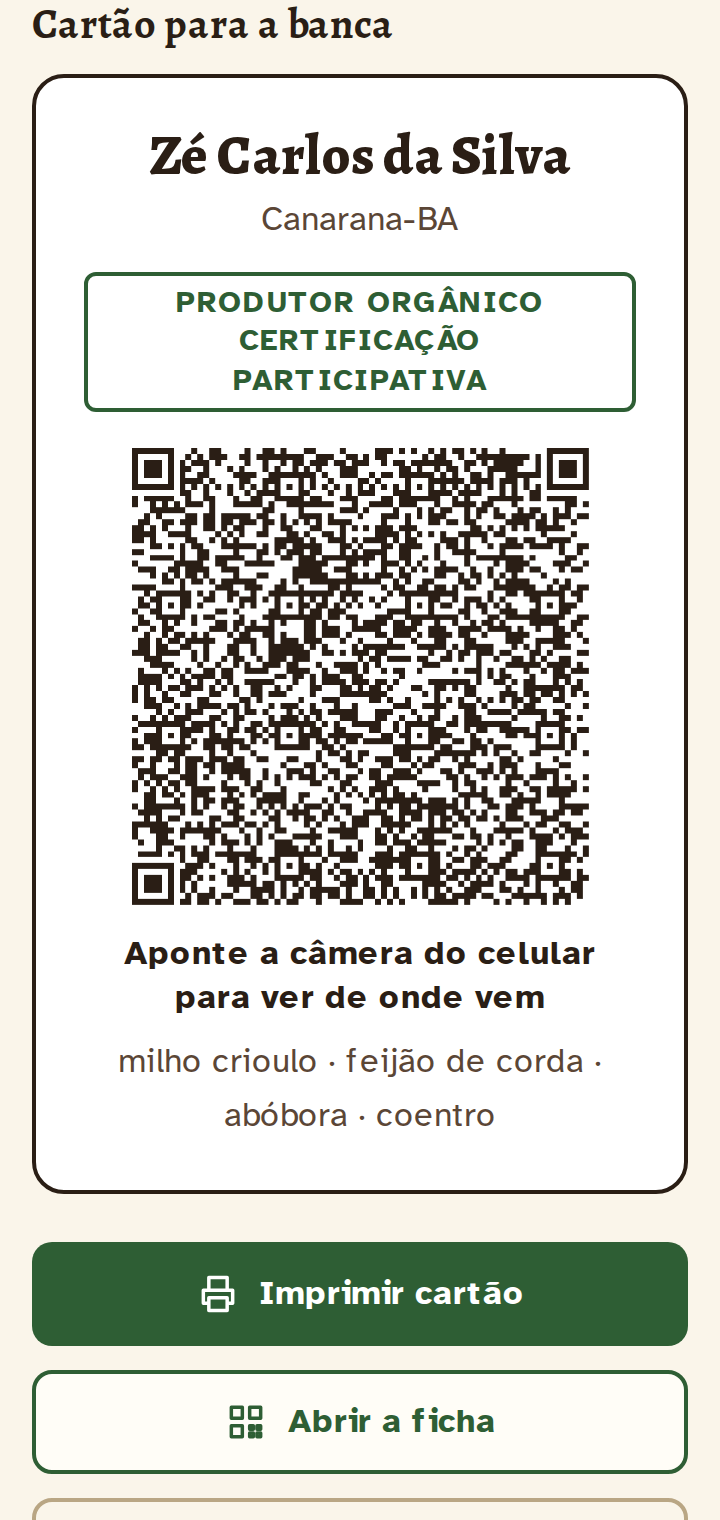 Cartão para a banca
Zé Carlos da Silva
Canarana-BA
PRODUTOR ORGÂNICO
CERTIFICAÇÃO
PARTICIPATIVA
Aponte a câmera do celular
para ver de onde vem
milho crioulo · feijão de corda ·
abóbora · coentro
Imprimir cartão
Abrir a ficha